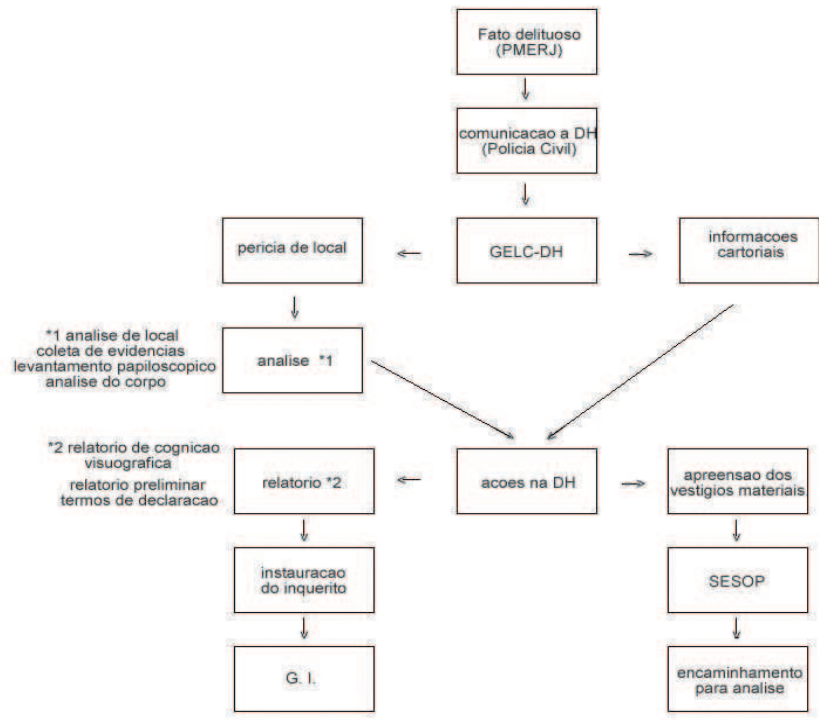 Fato delituoso
(PMERJ)
comunicacao a DH
(Policia Civil)
pericia de local
GELC-DH
informacoes
cartoriais
*1 analise de local
coleta de evidencias
levantamento papiloscopico
analise do corpo
analise *1
*2 relatorio de cognicao
visuografica
relatorio preliminar
termos de declaracao
relatorio *2
acoes na DH
apreensao dos
vestigios materiais.
instauracao
do inquerito
SESOP
G. I.
encaminhamento
para analise